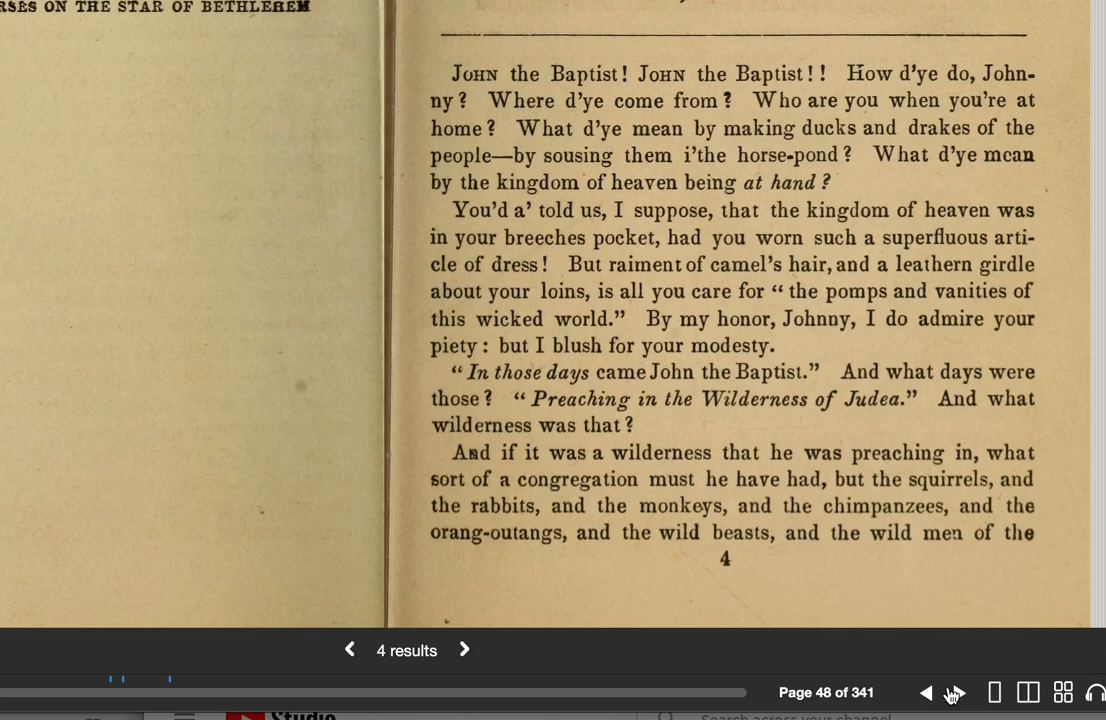 RSES ON THE STAR OF BETHLEHEM
JOHN the Baptist! JOHN the Baptist!! How d'ye do, John-
ny? Where d'ye come from? Who are you when you're at
home? What d'ye mean by making ducks and drakes of the
people—by sousing them i'the horse-pond? What d'ye mean
by the kingdom of heaven being at hand?
You'd a' told us, I suppose, that the kingdom of heaven was
in your breeches pocket, had you worn such a superfluous arti-
cle of dress! But raiment of camel's hair, and a leathern girdle
about your loins, is all you care for "the pomps and vanities of
this wicked world." By my honor, Johnny, I do admire your
piety: but I blush for your modesty.
"In those days came John the Baptist." And what days were
those? "Preaching in the Wilderness of Judea." And what
wilderness was that?
And if it was a wilderness that he was preaching in, what
sort of a congregation must he have had, but the squirrels, and
the rabbits, and the monkeys, and the chimpanzees, and the
orang-outangs, and the wild beasts, and the wild men of the
4
4 results
Page 48 of 341
Studio
Search across your channel